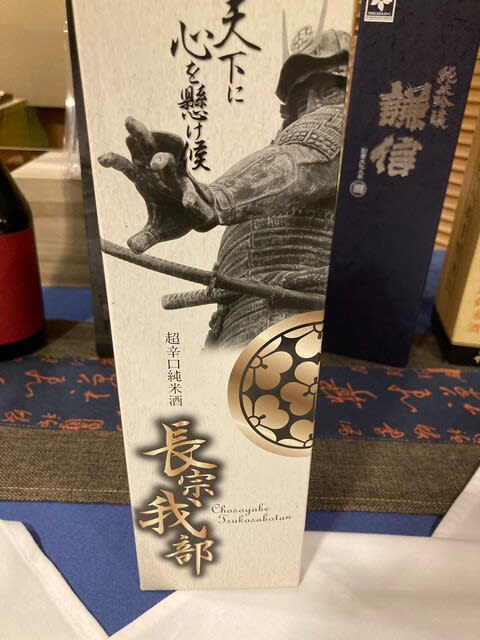 天下に
心を懸け候
超辛口純米酒
長宗我部
Chosogabe
Tsukasabotan
純米吟醸
謙信